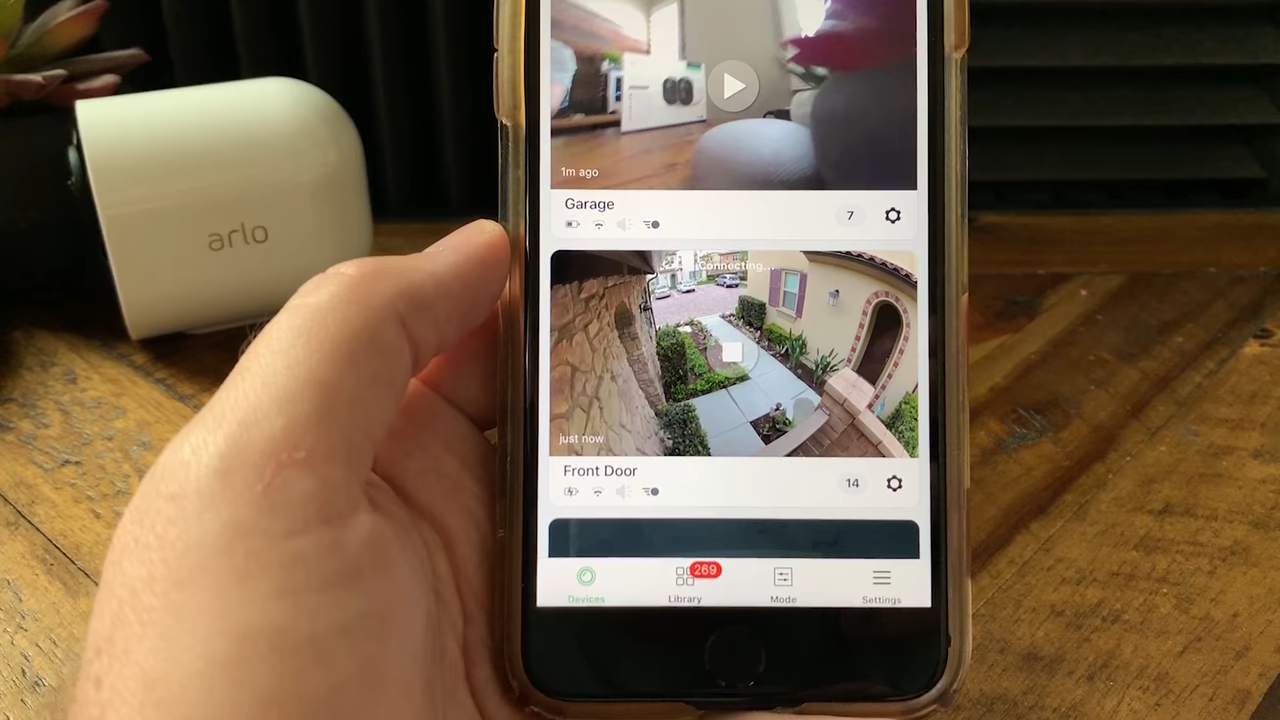 arlo
1m ago
Garage
7
Connecting...
just now
Front Door
14
269
Devices
Library
Mode
Settings